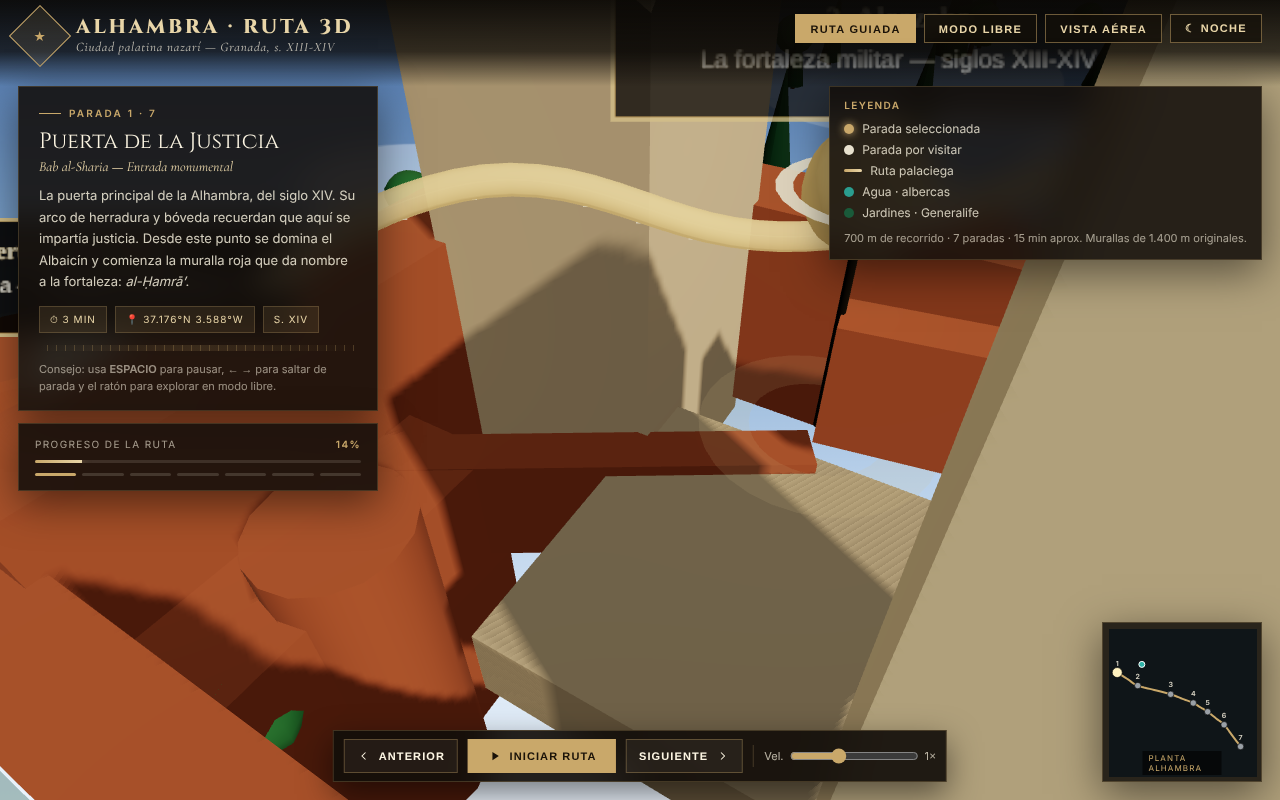 ALHAMBRA · RUTA 3D
Ciudad palatina nazarí — Granada, s. XIII-XIV
RUTA GUIADA
MODO LIBRE
VISTA AÉREA
☾ NOCHE
La fortaleza militar — siglos XIII-XIV
PARADA 1 · 7
PUERTA DE LA JUSTICIA
Bab al-Sharia — Entrada monumental
La puerta principal de la Alhambra, del siglo XIV. Su
arco de herradura y bóveda recuerdan que aquí se
impartía justicia. Desde este punto se domina el
Albaicín y comienza la muralla roja que da nombre
a la fortaleza: al-Ḥamrāʾ.
⏱ 3 MIN
📍 37.176°N 3.588°W
S. XIV
Consejo: usa ESPACIO para pausar, ← → para saltar de
parada y el ratón para explorar en modo libre.
PROGRESO DE LA RUTA
14%
LEYENDA
Parada seleccionada
Parada por visitar
Ruta palaciega
Agua · albercas
Jardines · Generalife
700 m de recorrido · 7 paradas · 15 min aprox. Murallas de 1.400 m originales.
ANTERIOR
INICIAR RUTA
SIGUIENTE
Vel.
1×
1
2
3
4
5
6
7
PLANTA
ALHAMBRA